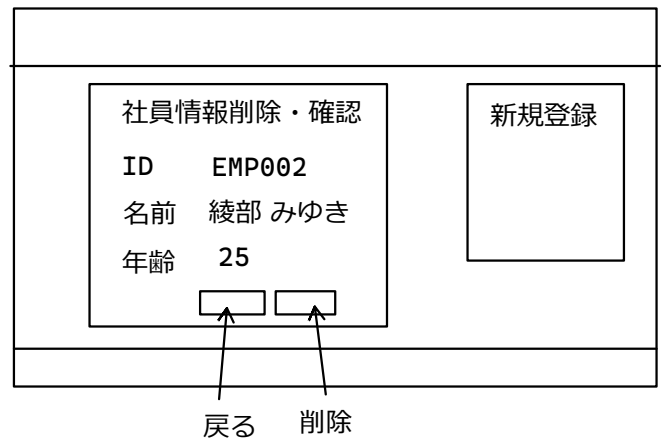 社員情報削除・確認
新規登録
ID EMP002
名前 綾部 みゆき
年齢 25
戻る 削除